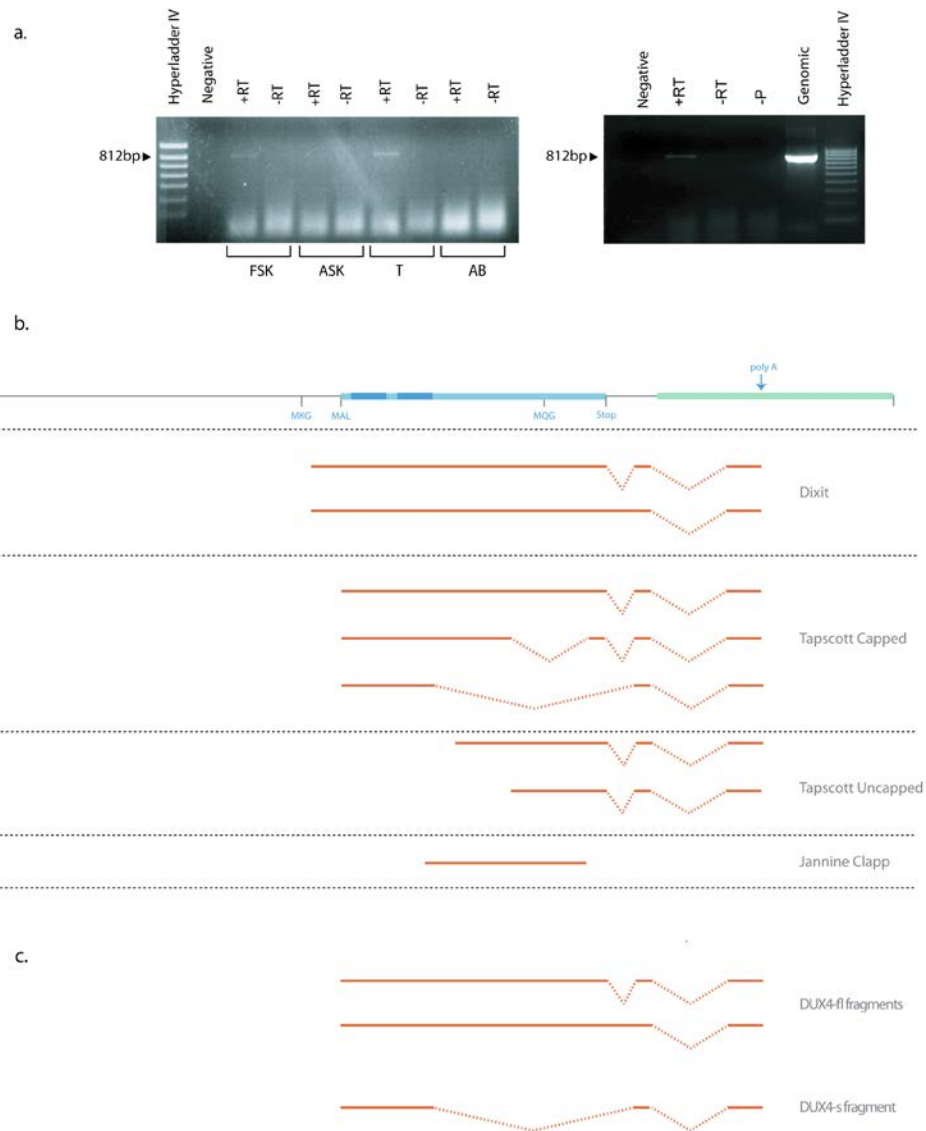 a.
Hyperladder IV
Negative
+RT
-RT
+RT
-RT
+RT
-RT
+RT
-RT
812bp
FSK
ASK
T
AB
Negative
+RT
-RT
-P
Genomic
Hyperladder IV
812bp
b.
poly A
MKG
MAL
MQG
Stop
Dixit
Tapscott Capped
Tapscott Uncapped
Jannine Clapp
c.
DUX4-fl fragments
DUX4-s fragment